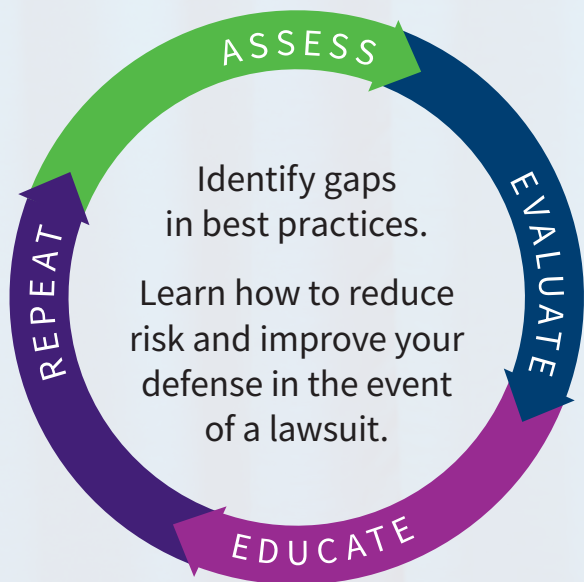 ASSESS
EVALUATE
EDUCATE
REPEAT
Identify gaps
in best practices.
Learn how to reduce
risk and improve your
defense in the event
of a lawsuit.